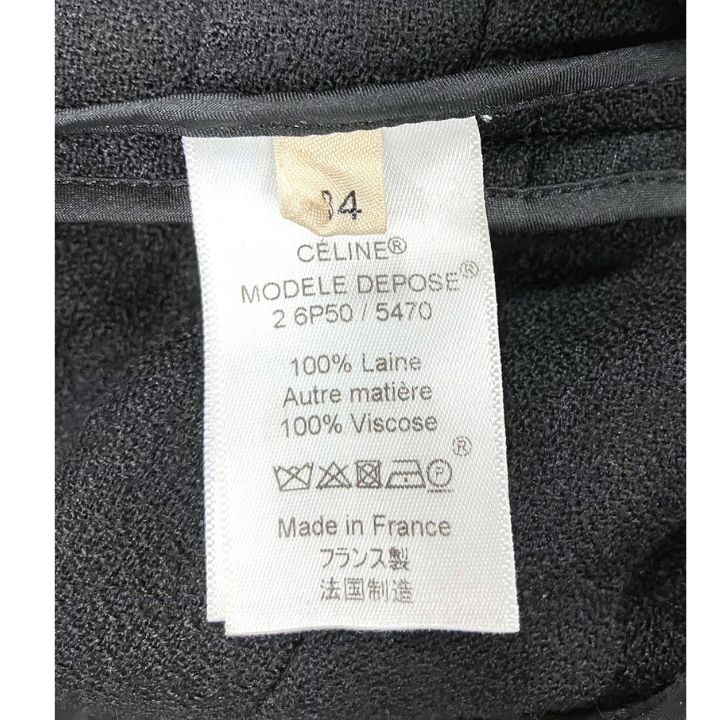 34
CÉLINE®
MODELE DEPOSE®
2 6P50 / 5470
100% Laine
Autre matière
100% Viscose
®
P
Made in France
フランス製
法国制造